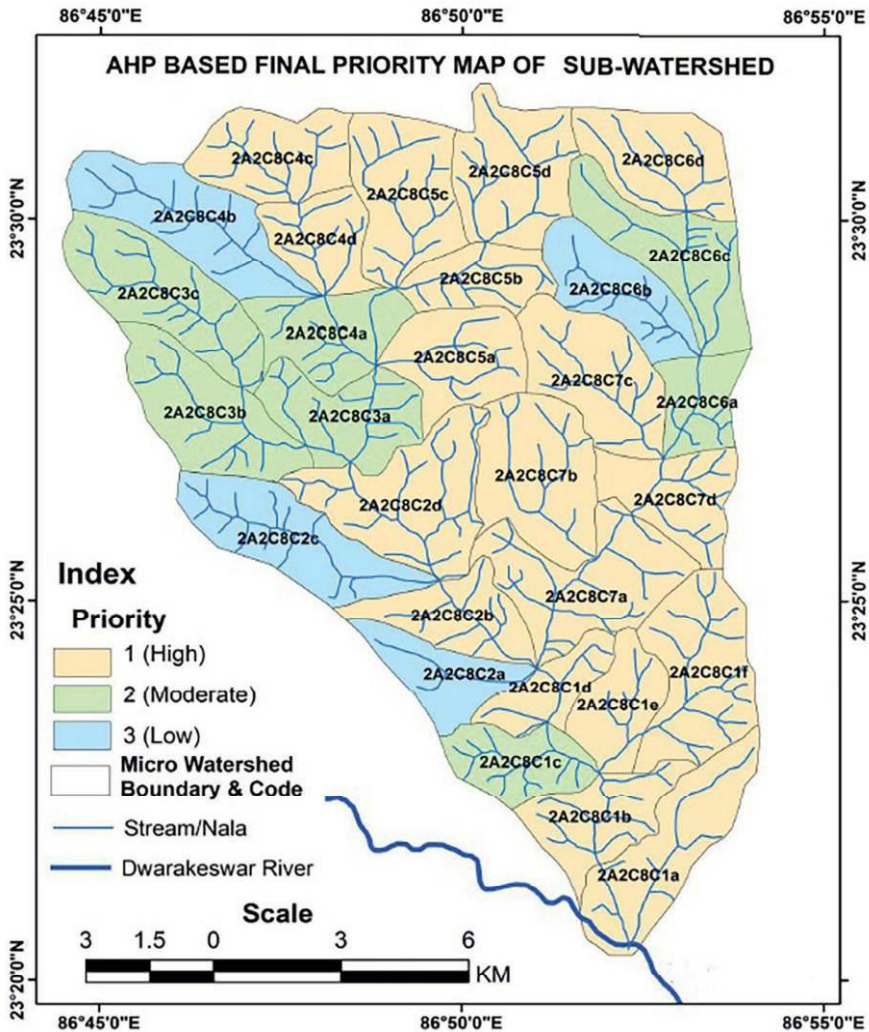 86°45'0"E 86°50'0"E 86°55'0"E
AHP BASED FINAL PRIORITY MAP OF SUB-WATERSHED
2A2C8C4c
2A2C8C5d
2A2C8C6d
2A2C8C5c
2A2C8C4b
23°30'0"N
23°30'0"N
2A2C8C4d
2A2C8C6c
2A2C8C5b
2A2C8C6b
2A2C8C3c
2A2C8C4a
2A2C8C5a
2A2C8C7c
2A2C8C6a
2A2C8C3b
2A2C8C3a
2A2C8C7b
2A2C8C7d
2A2C8C2d
2A2C8C2c
23°25'0"N
23°25'0"N
2A2C8C7a
2A2C8C2b
2A2C8C2a
2A2C8C1f
2A2C8C1d
2A2C8C1e
2A2C8C1c
2A2C8C1b
2A2C8C1a
Index
Priority
1 (High)
2 (Moderate)
3 (Low)
Micro Watershed
Boundary & Code
Stream/Nala
Dwarakeswar River
Scale
3 1.5 0 3 6
KM
23°20'0"N
23°20'0"N
86°45'0"E 86°50'0"E 86°55'0"E